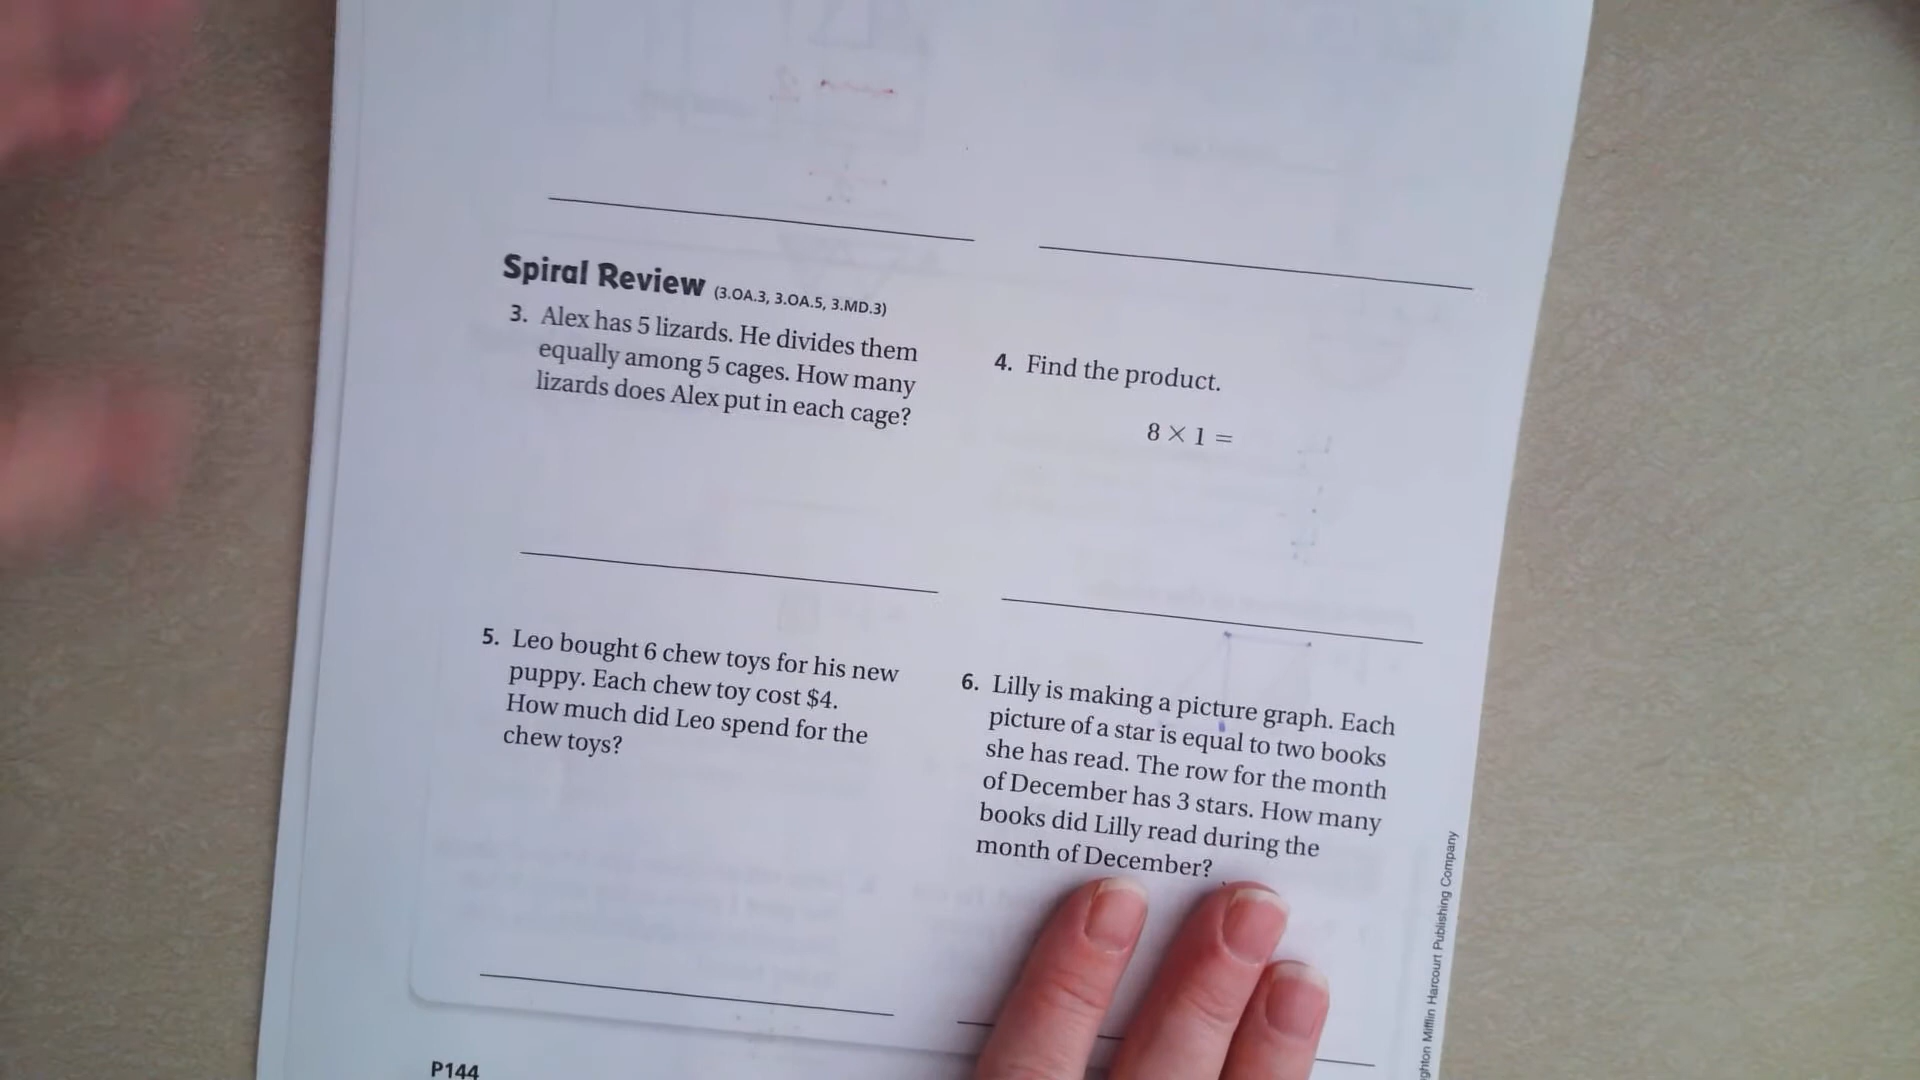 Spiral Review (3.OA.3, 3.OA.5, 3.MD.3)
3. Alex has 5 lizards. He divides them
equally among 5 cages. How many
lizards does Alex put in each cage?
4. Find the product.
8 × 1 =
5. Leo bought 6 chew toys for his new
puppy. Each chew toy cost $4.
How much did Leo spend for the
chew toys?
6. Lilly is making a picture graph. Each
picture of a star is equal to two books
she has read. The row for the month
of December has 3 stars. How many
books did Lilly read during the
month of December?
P144
ghton Mifflin Harcourt Publishing Company